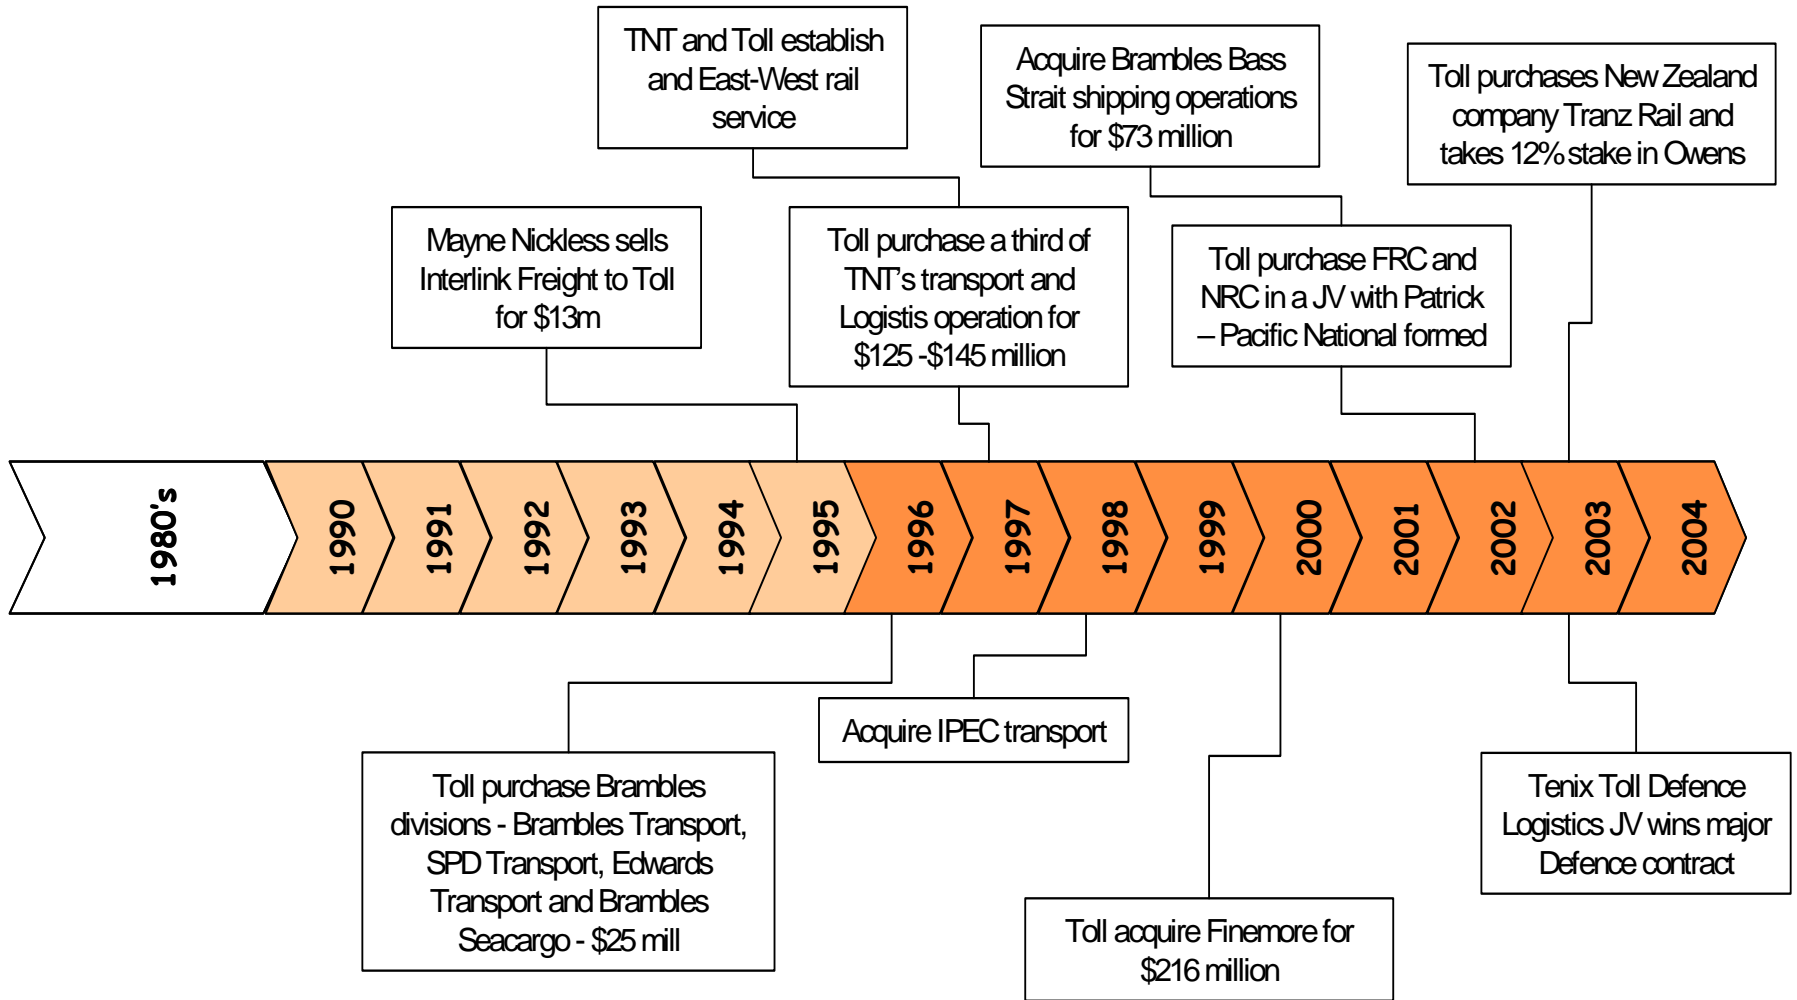 TNT and Toll establish
and East-West rail
service
Acquire Brambles Bass
Strait shipping operations
for $73 million
Toll purchases New Zealand
company Tranz Rail and
takes 12% stake in Owens
Mayne Nickless sells
Interlink Freight to Toll
for $13m
Toll purchase a third of
TNT's transport and
Logistis operation for
$125 -$145 million
Toll purchase FRC and
NRC in a JV with Patrick
– Pacific National formed
1980's
1990
1991
1992
1993
1994
1995
1996
1997
1998
1999
2000
2001
2002
2003
2004
Toll purchase Brambles
divisions - Brambles Transport,
SPD Transport, Edwards
Transport and Brambles
Seacargo - $25 mill
Acquire IPEC transport
Toll acquire Finemore for
$216 million
Tenix Toll Defence
Logistics JV wins major
Defence contract